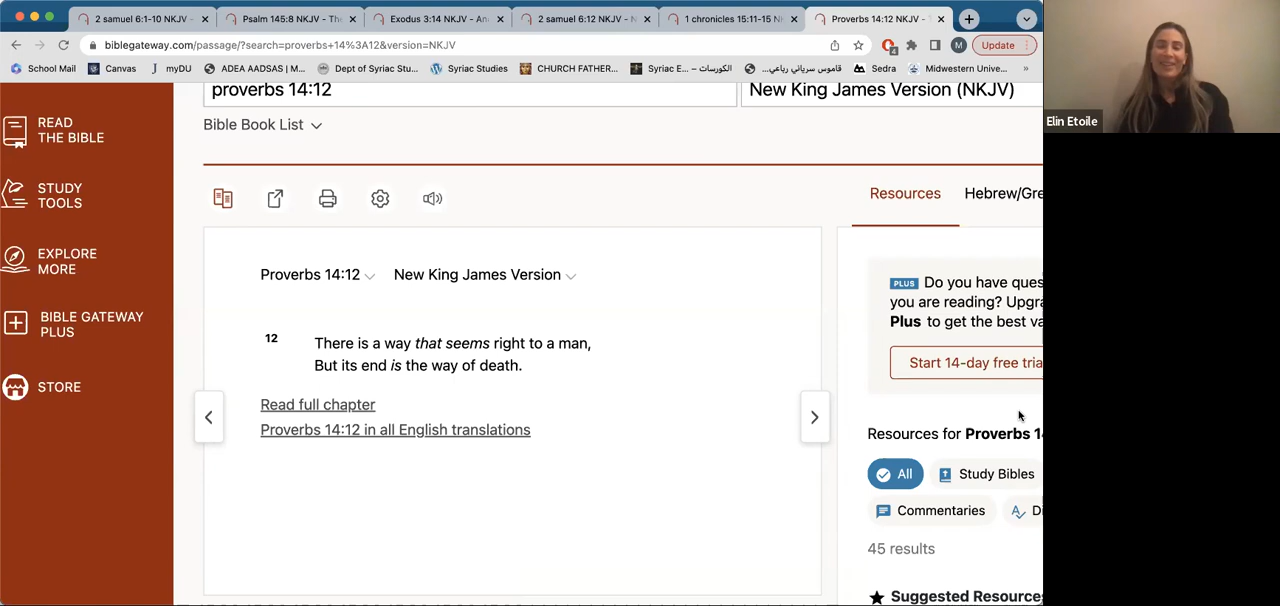 2 samuel 6:1-10 NKJV -
Psalm 145:8 NKJV - Th
Exodus 3:14 NKJV - An
2 samuel 6:12 NKJV -
1 chronicles 15:11-15 N
Proverbs 14:12 NKJV -
biblegateway.com/passage/?search=proverbs+14%3A12&version=NKJV
4
M
Update
School Mail
Canvas
myDU
ADEA AADSAS | M...
Dept of Syriac Stu...
Syriac Studies
CHURCH FATHER...
Syriac E... – الكورسات
قاموس سرياني رباعي...
Sedra
Midwestern Unive...
»
proverbs 14:12
New King James Version (NKJV)
Bible Book List
READ
THE BIBLE
STUDY
TOOLS
EXPLORE
MORE
BIBLE GATEWAY
PLUS
STORE
Resources
Hebrew/Gre
Proverbs 14:12
New King James Version
12 There is a way that seems right to a man,
But its end is the way of death.
Read full chapter
Proverbs 14:12 in all English translations
PLUS Do you have ques
you are reading? Upgra
Plus to get the best va
Start 14-day free tria
Resources for Proverbs 1
All
Study Bibles
Commentaries
Di
45 results
Suggested Resource
Elin Etoile